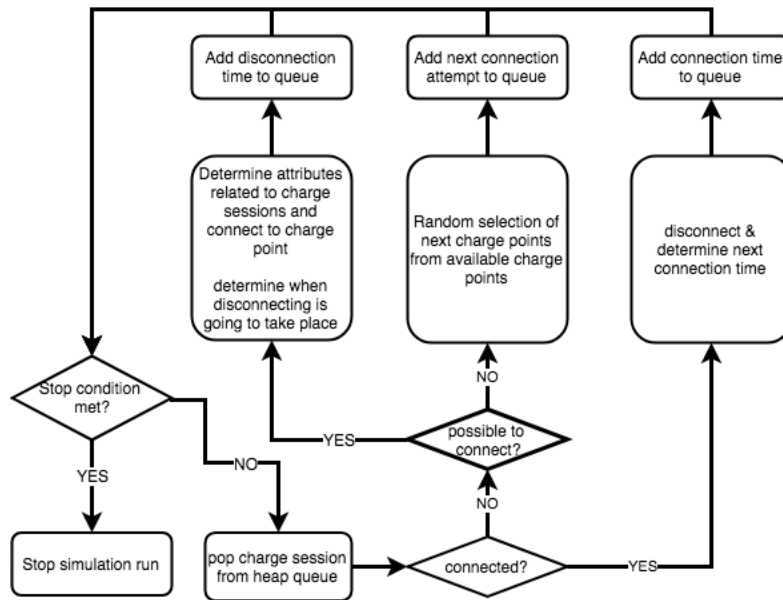 Add disconnection
time to queue
Add next connection
attempt to queue
Add connection time
to queue
Determine attributes
related to charge
sessions and
connect to charge
point
determine when
disconnecting is
going to take place
Random selection of
next charge points
from available charge
points
disconnect &
determine next
connection time
Stop condition
met?
NO
YES
possible to
connect?
YES
NO
NO
YES
Stop simulation run
pop charge session
from heap queue
connected?
YES